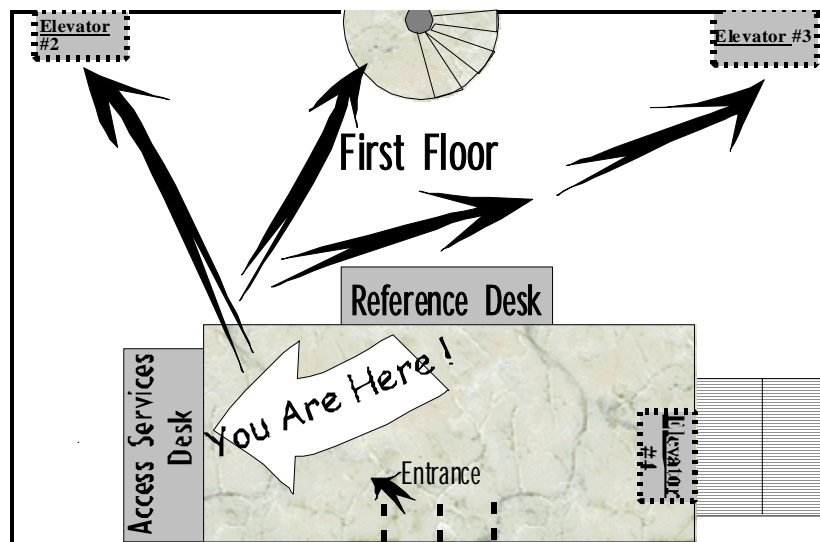 Elevator
#2
Elevator #3
First Floor
Reference Desk
You Are Here !
Access Services
Desk
Elevator
#4
Entrance